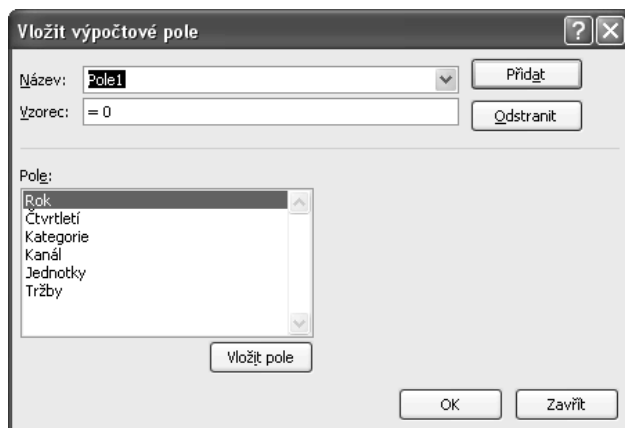 Vložit výpočtové pole
Název: Pole1 Přidat
Vzorec: = 0 Odstranit
Pole:
Rok
Čtvrtletí
Kategorie
Kanál
Jednotky
Tržby
Vložit pole
OK Zavřít